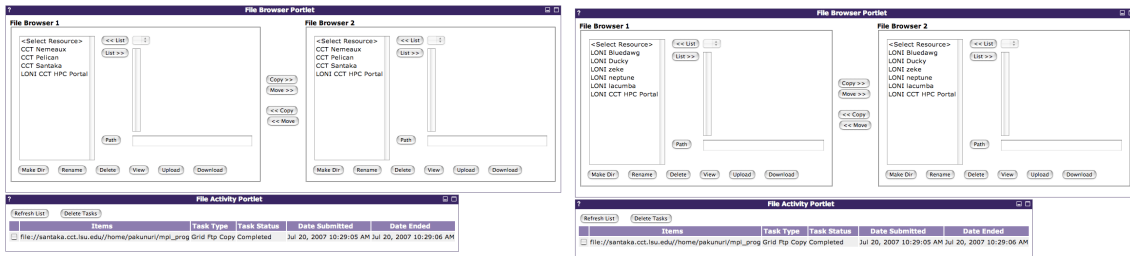 ? File Browser Portlet
File Browser 1
File Browser 2
<Select Resource>
CCT Nemeaux
CCT Pelican
CCT Santaka
LONI CCT HPC Portal
<< List
List >>
Path
Copy >>
Move >>
<< Copy
<< Move
<Select Resource>
CCT Nemeaux
CCT Pelican
CCT Santaka
LONI CCT HPC Portal
<< List
List >>
Path
Make Dir Rename Delete View Upload Download
Make Dir Rename Delete View Upload Download
? File Activity Portlet
Refresh List Delete Tasks
Items Task Type Task Status Date Submitted Date Ended
file://santaka.cct.lsu.edu//home/pakunuri/mpi_prog Grid Ftp Copy Completed Jul 20, 2007 10:29:05 AM Jul 20, 2007 10:29:06 AM
? File Browser Portlet
File Browser 1
File Browser 2
<Select Resource>
LONI Bluedawg
LONI Ducky
LONI zeke
LONI neptune
LONI lacumba
LONI CCT HPC Portal
<< List
List >>
Path
Copy >>
Move >>
<< Copy
<< Move
<Select Resource>
LONI Bluedawg
LONI Ducky
LONI zeke
LONI neptune
LONI lacumba
LONI CCT HPC Portal
<< List
List >>
Path
Make Dir Rename Delete View Upload Download
Make Dir Rename Delete View Upload Download
? File Activity Portlet
Refresh List Delete Tasks
Items Task Type Task Status Date Submitted Date Ended
file://santaka.cct.lsu.edu//home/pakunuri/mpi_prog Grid Ftp Copy Completed Jul 20, 2007 10:29:05 AM Jul 20, 2007 10:29:06 AM